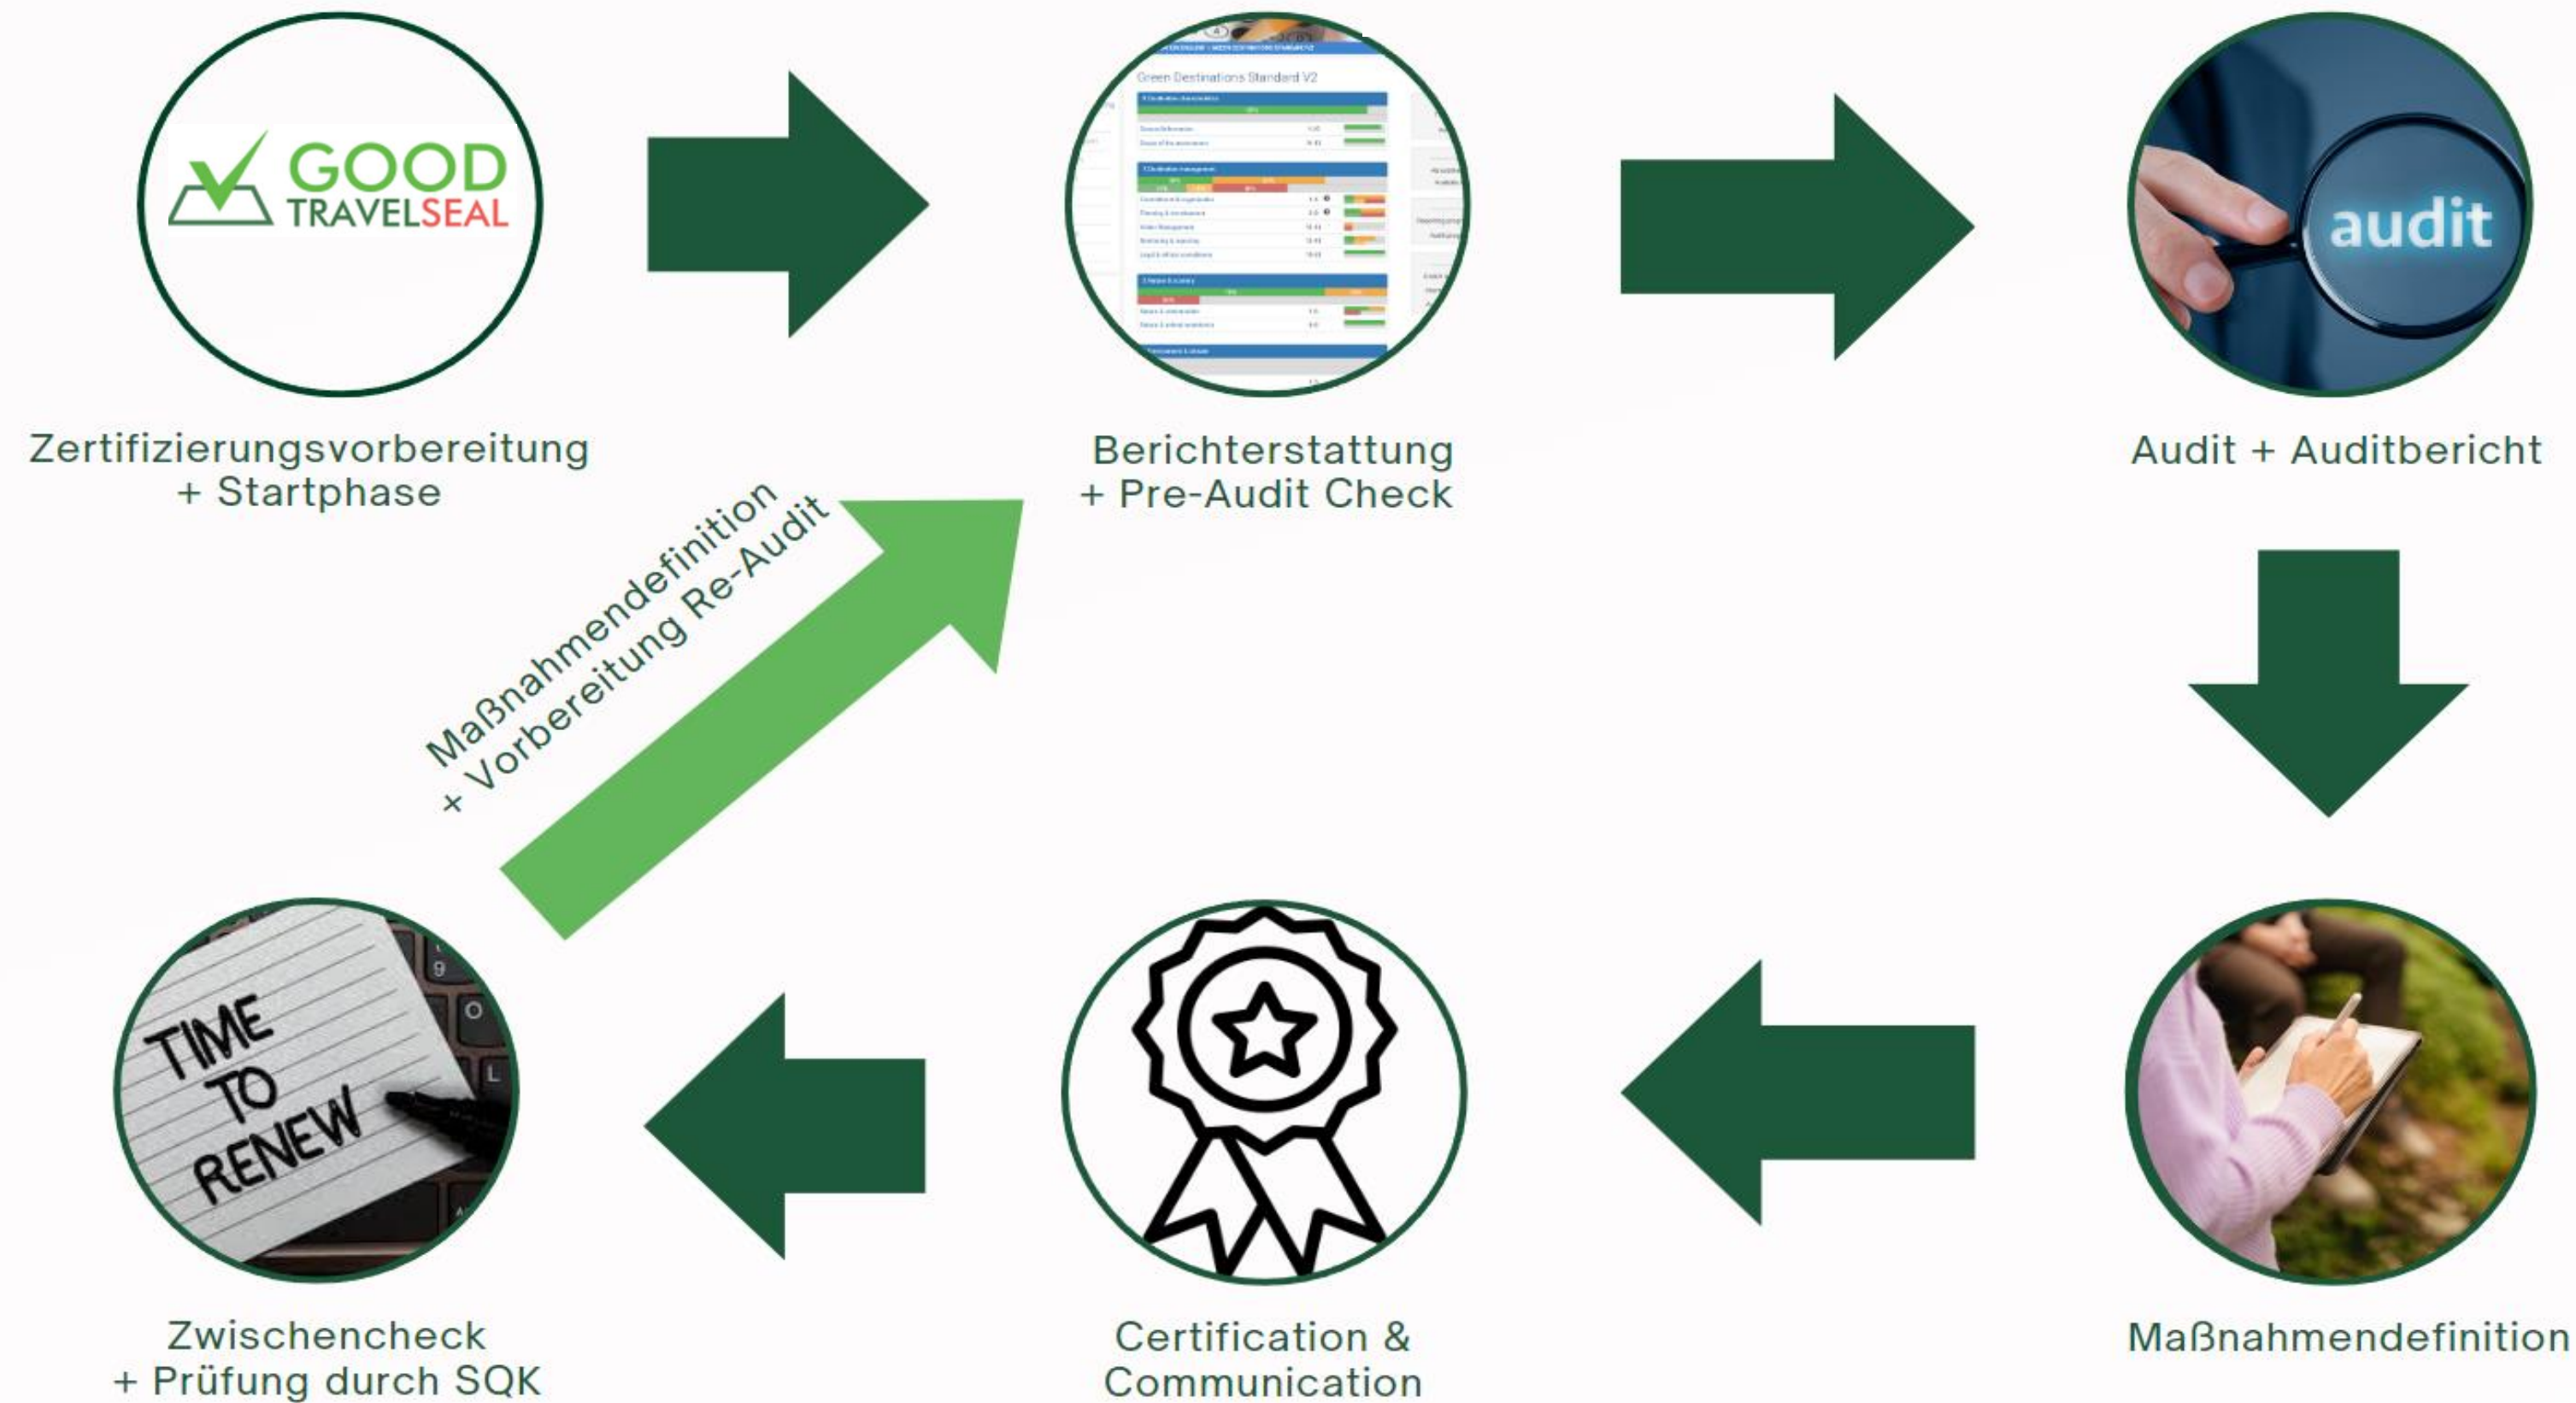 GOOD
TRAVELSEAL
Zertifizierungsvorbereitung
+ Startphase
Green Destinations Standard V2
Berichterstattung
+ Pre-Audit Check
audit
Audit + Auditbericht
Maßnahmendefinition
+ Vorbereitung Re-Audit
TIME
TO
RENEW
9
O
L
Zwischencheck
+ Prüfung durch SQK
Certification &
Communication
Maßnahmendefinition